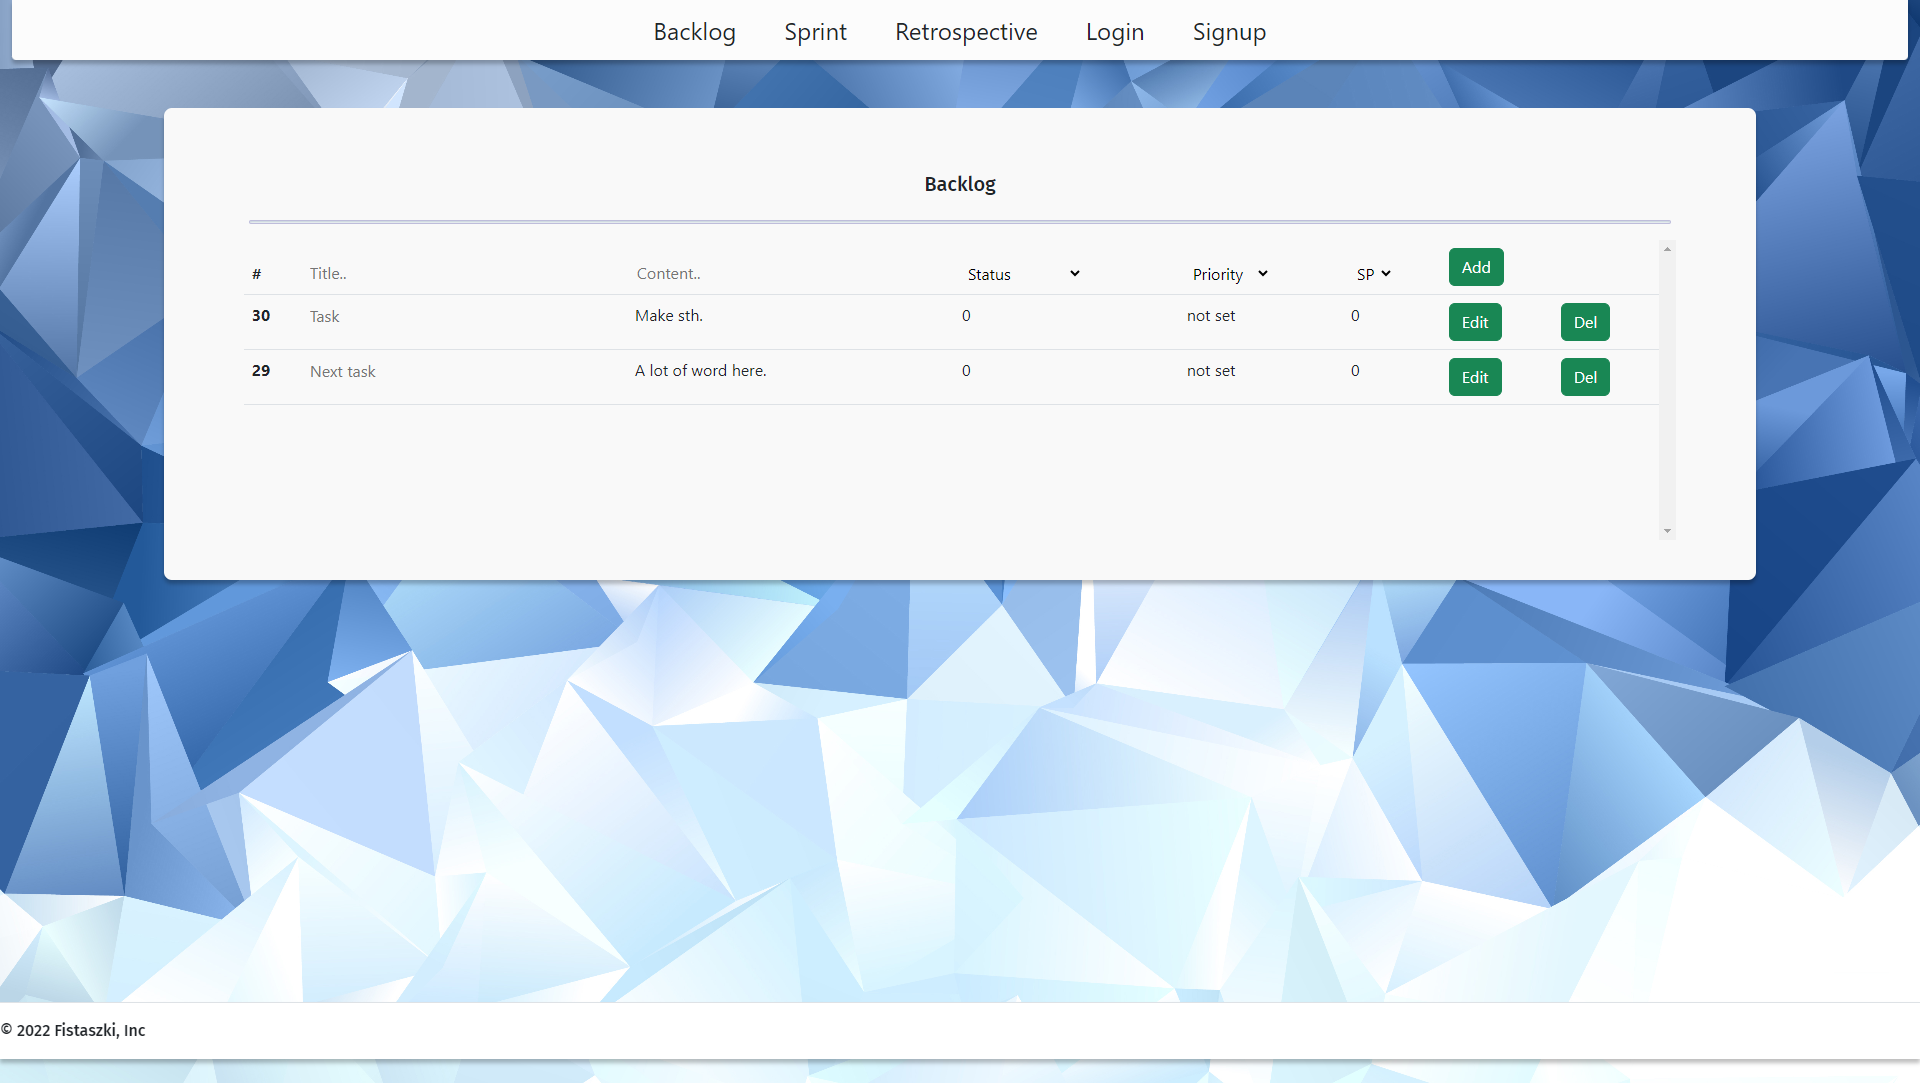 Backlog Sprint Retrospective Login Signup
Backlog
# Title.. Content.. Status Priority SP Add
30 Task Make sth. 0 not set 0 Edit Del
29 Next task A lot of word here. 0 not set 0 Edit Del
© 2022 Fistaszki, Inc